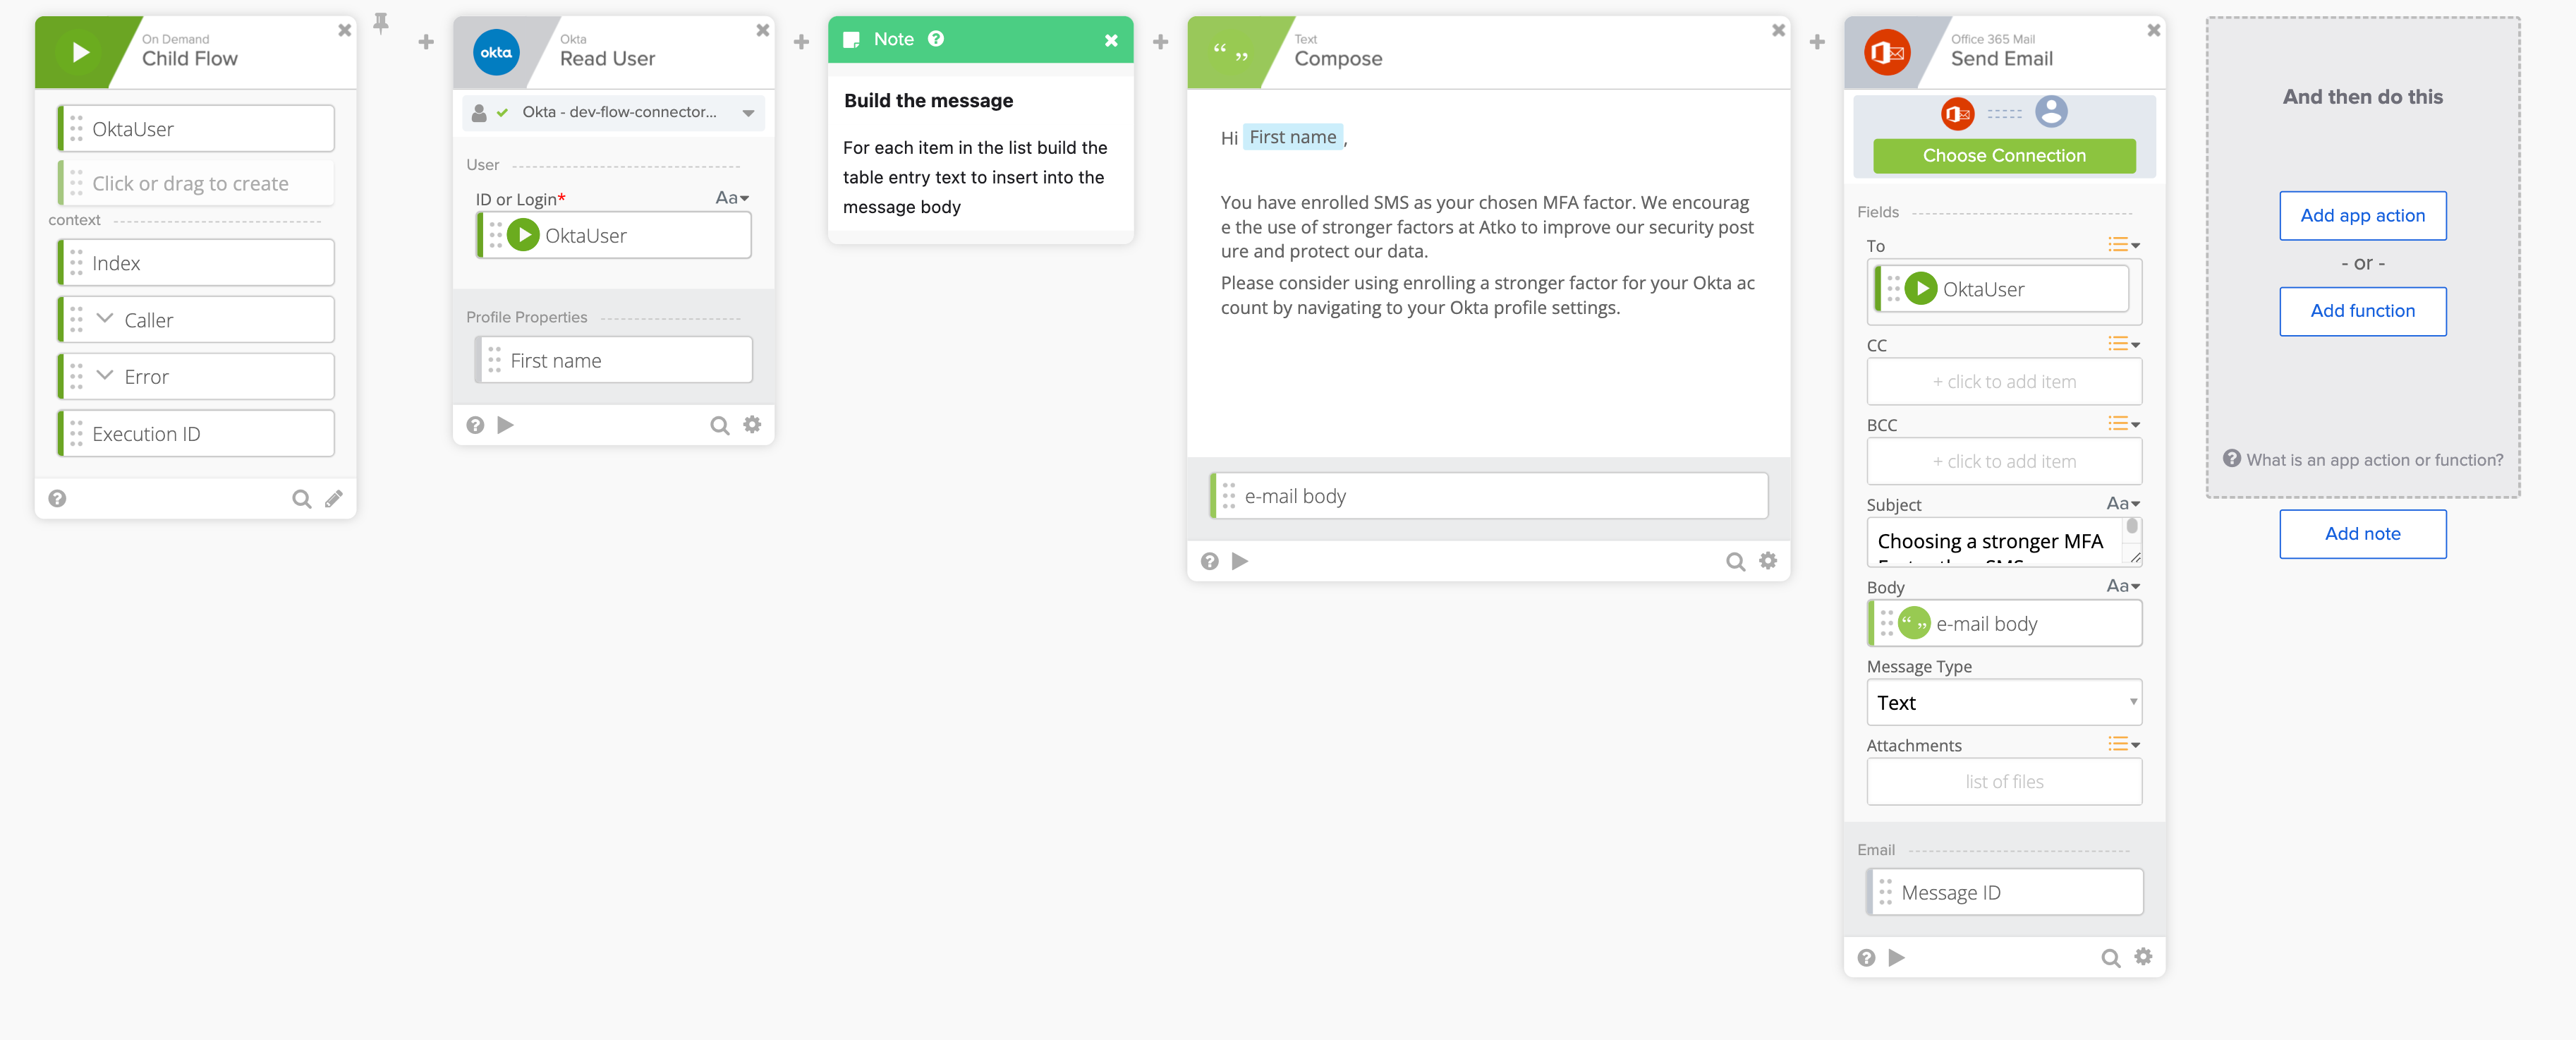 On Demand
Child Flow
OktaUser
Click or drag to create
context
Index
Caller
Error
Execution ID
okta
Okta
Read User
Okta - dev-flow-connector...
User
ID or Login*
Aa
OktaUser
Profile Properties
First name
Note
Build the message
For each item in the list build the
table entry text to insert into the
message body
“ ”
Text
Compose
Hi First name ,
You have enrolled SMS as your chosen MFA factor. We encourag
e the use of stronger factors at Atko to improve our security post
ure and protect our data.
Please consider using enrolling a stronger factor for your Okta ac
count by navigating to your Okta profile settings.
e-mail body
Office 365 Mail
Send Email
Choose Connection
Fields
To
OktaUser
CC
+ click to add item
BCC
+ click to add item
Subject
Aa
Choosing a stronger MFA
Body
Aa
“ ” e-mail body
Message Type
Text
Attachments
list of files
Email
Message ID
And then do this
Add app action
- or -
Add function
What is an app action or function?
Add note